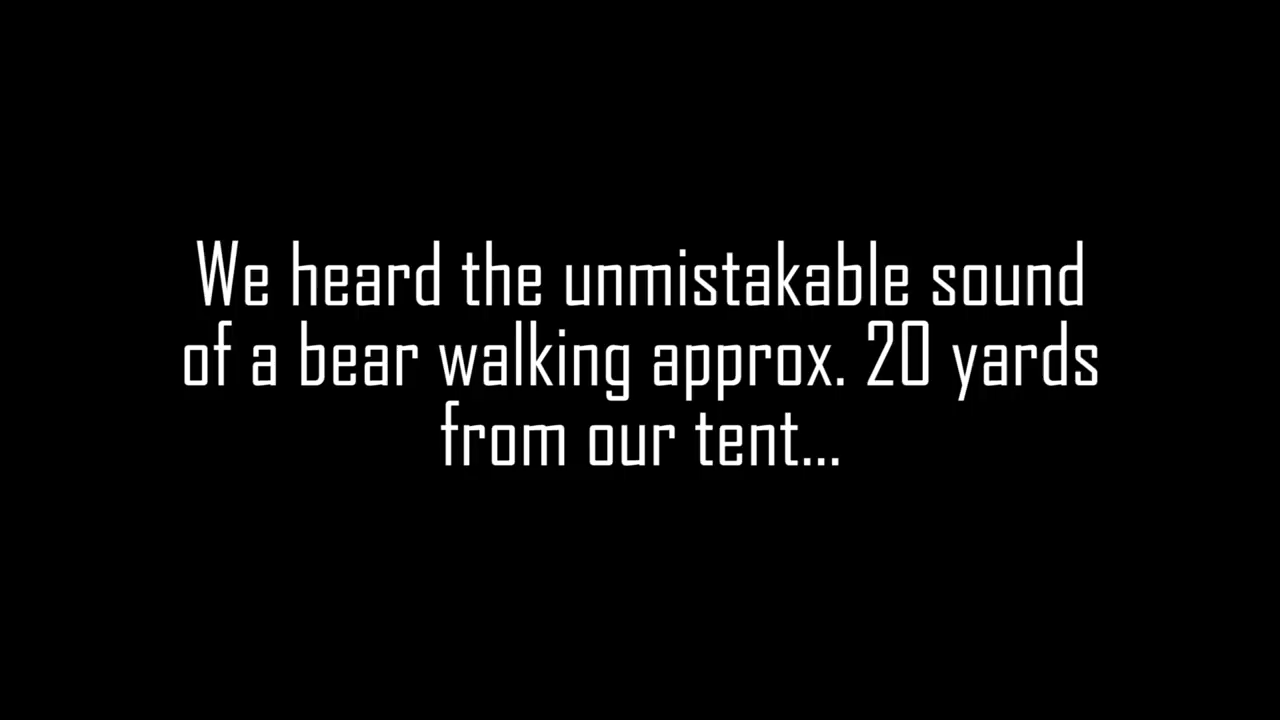 We heard the unmistakable sound
of a bear walking approx. 20 yards
from our tent...